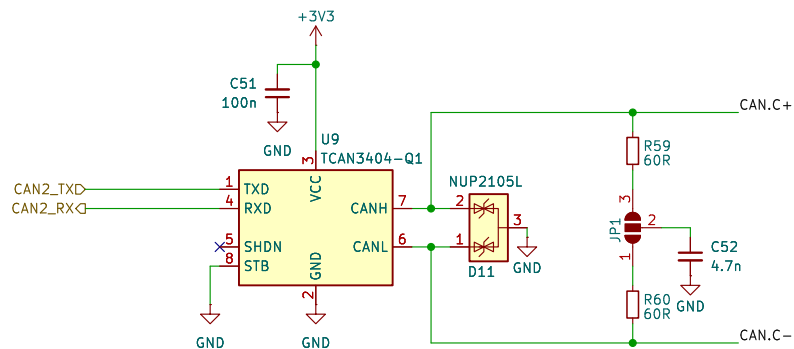 +3V3
C51
100n
GND
U9
TCAN3404-Q1
3
VCC
CAN2_TX
1
TXD
CAN2_RX
4
RXD
5
SHDN
8
STB
CANH
7
CANL
6
GND
2
GND
GND
NUP2105L
2
1
3
D11
GND
CAN.C+
R59
60R
3
JP1
2
1
C52
4.7n
GND
R60
60R
CAN.C-